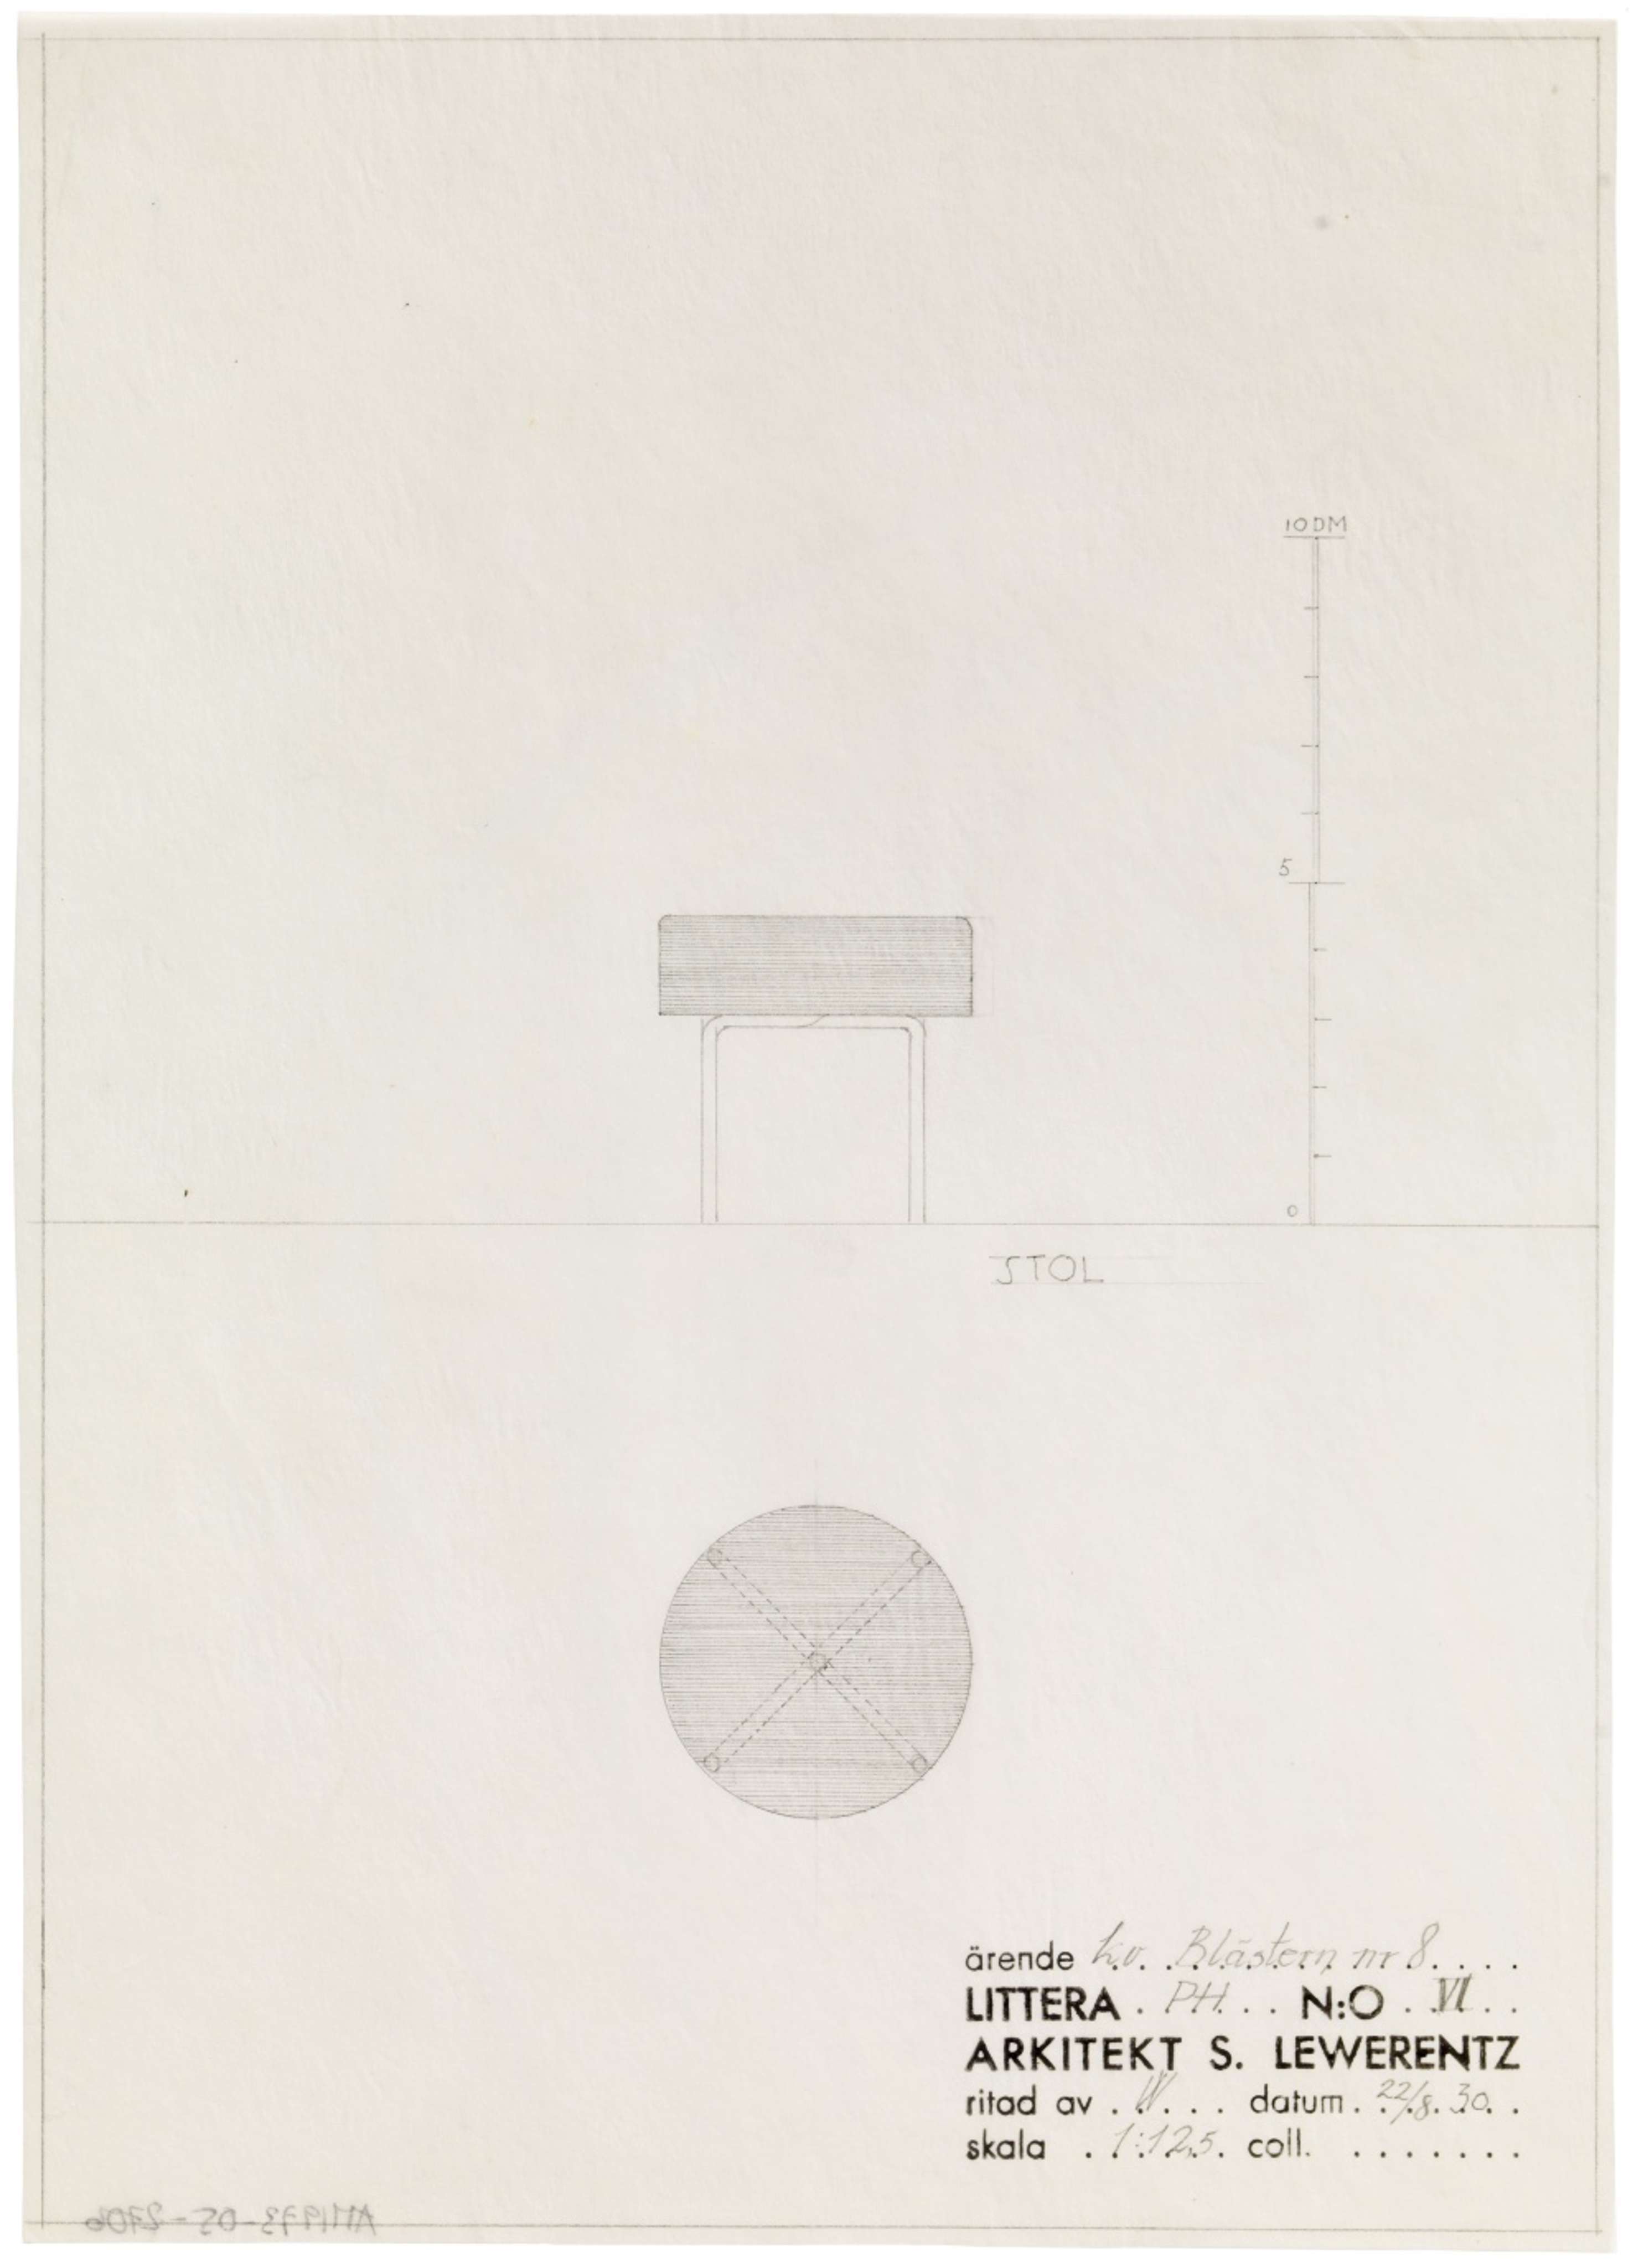 10 DM
5
0
STOL
ärende kv. Blästern nr 8. . . .
LITTERA . PH. . . N:O . VI . .
ARKITEKT S. LEWERENTZ
ritad av . W. . . datum. 22/8. 30. .
skala . 1:12,5. coll. . . . . . . .
AM1973-05-2706